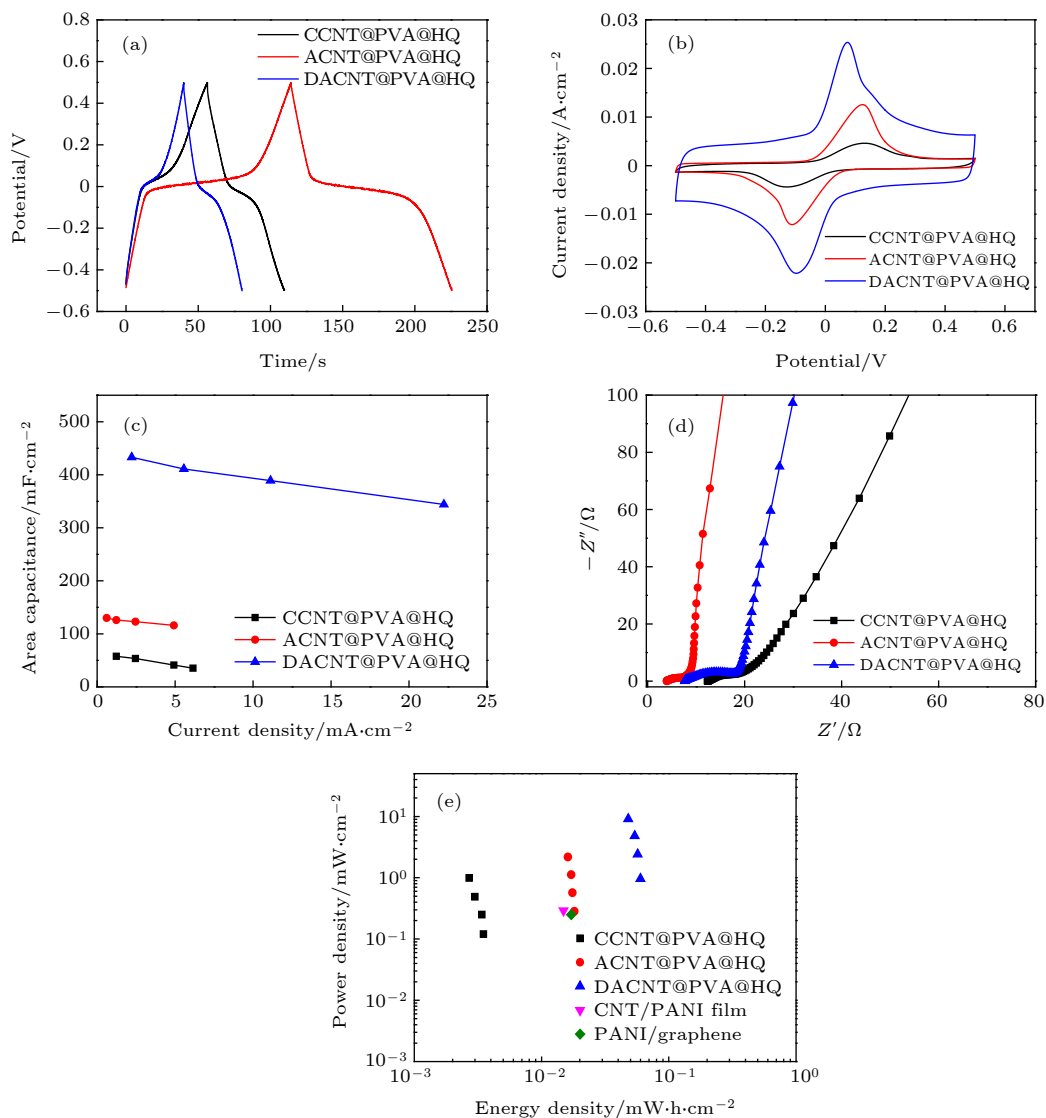 (a)
CCNT@PVA@HQ
ACNT@PVA@HQ
DACNT@PVA@HQ
0.8
0.6
0.4
0.2
0
−0.2
−0.4
−0.6
Potential/V
0 50 100 150 200 250
Time/s
(b)
0.03
0.02
0.01
0
−0.01
−0.02
−0.03
Current density/A·cm−2
CCNT@PVA@HQ
ACNT@PVA@HQ
DACNT@PVA@HQ
−0.6 −0.4 −0.2 0 0.2 0.4 0.6
Potential/V
(c)
500
400
300
200
100
0
Area capacitance/mF·cm−2
CCNT@PVA@HQ
ACNT@PVA@HQ
DACNT@PVA@HQ
0 5 10 15 20 25
Current density/mA·cm−2
(d)
100
80
60
40
20
0
−Z″/Ω
CCNT@PVA@HQ
ACNT@PVA@HQ
DACNT@PVA@HQ
0 20 40 60 80
Z′/Ω
(e)
10^1
10^0
10^−1
10^−2
10^−3
Power density/mW·cm−2
CCNT@PVA@HQ
ACNT@PVA@HQ
DACNT@PVA@HQ
CNT/PANI film
PANI/graphene
10^−3 10^−2 10^−1 10^0
Energy density/mW·h·cm−2